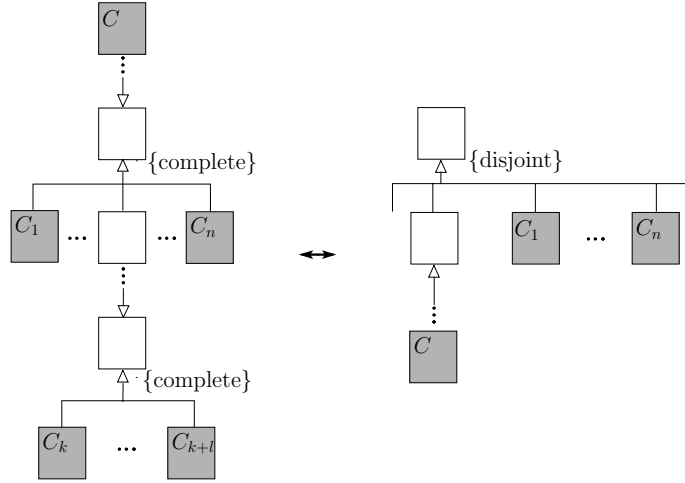 C
{complete}
{disjoint}
C₁ ... Cₙ
C₁ ... Cₙ
C
{complete}
Cₖ ... Cₖ₊ₗ